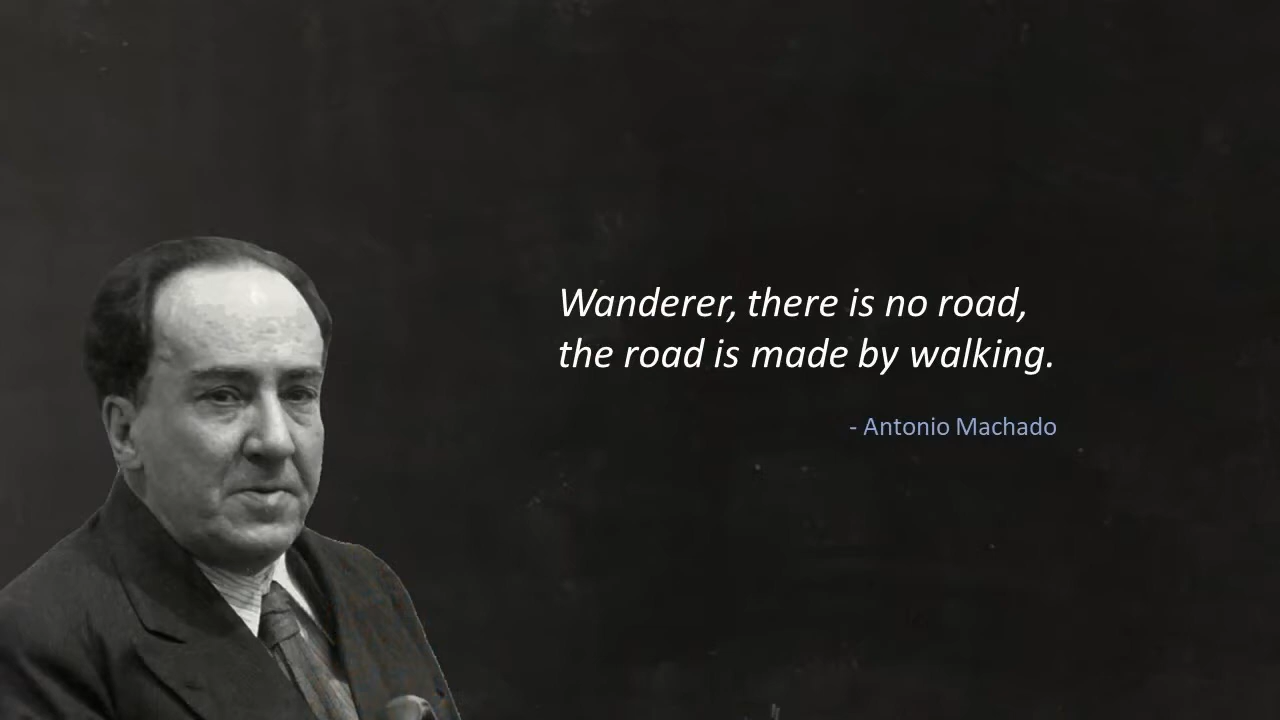 Wanderer, there is no road,
the road is made by walking.
- Antonio Machado